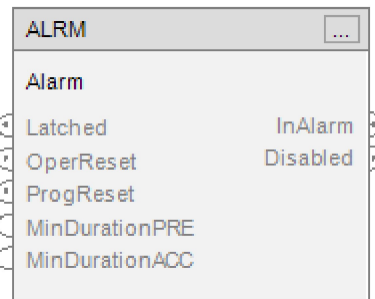 ALRM ...
Alarm
Latched InAlarm
OperReset Disabled
ProgReset
MinDurationPRE
MinDurationACC